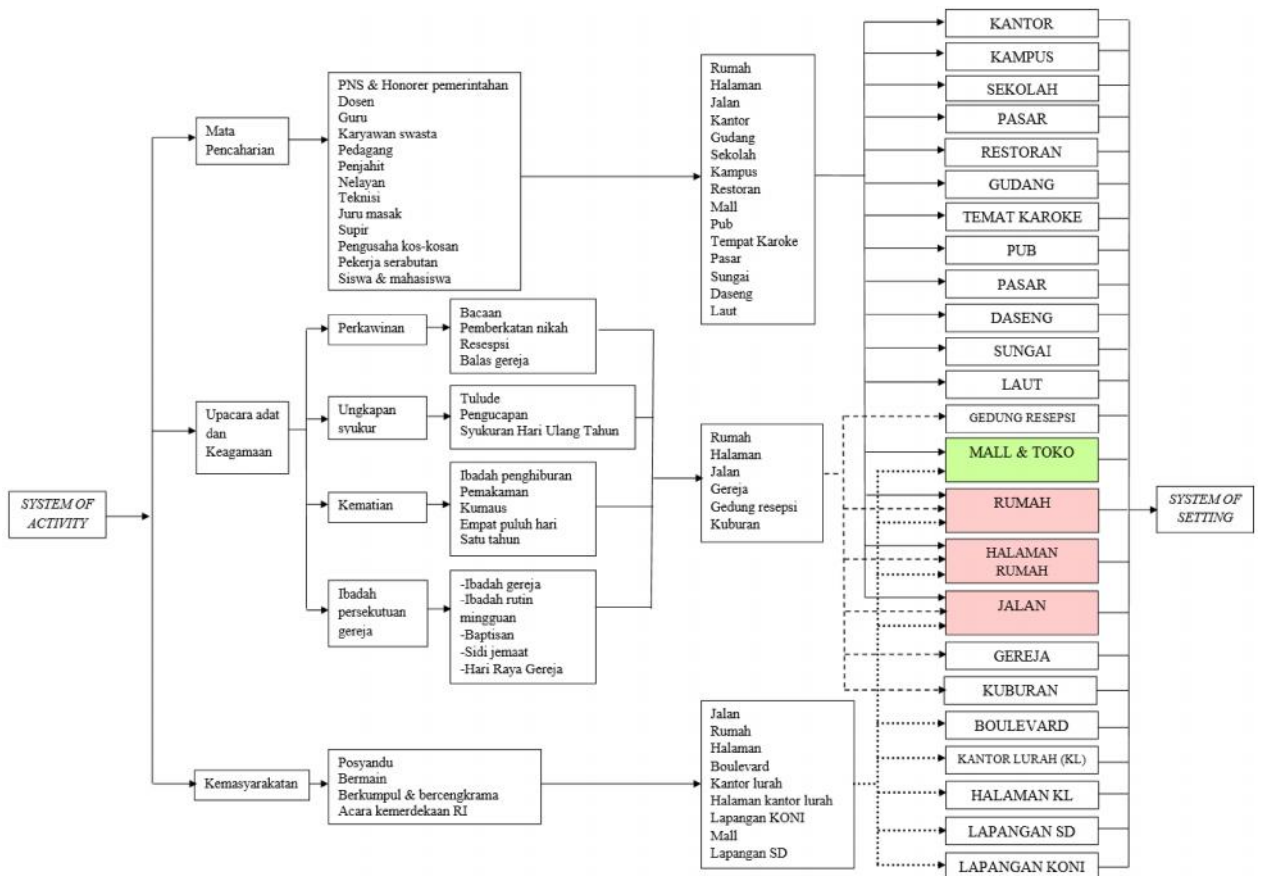 SYSTEM OF
ACTIVITY
Mata
Pencaharian
PNS & Honorer pemerintahan
Dosen
Guru
Karyawan swasta
Pedagang
Penjahit
Nelayan
Teknisi
Juru masak
Supir
Pengusaha kos-kosan
Pekerja serabutan
Siswa & mahasiswa
Rumah
Halaman
Jalan
Kantor
Gudang
Sekolah
Kampus
Restoran
Mall
Pub
Tempat Karoke
Pasar
Sungai
Daseng
Laut
Upacara adat
dan
Keagamaan
Perkawinan
Bacaan
Pemberkatan nikah
Resespsi
Balas gereja
Ungkapan
syukur
Tulude
Pengucapan
Syukuran Hari Ulang Tahun
Kematian
Ibadah penghiburan
Pemakaman
Kumaus
Empat puluh hari
Satu tahun
Ibadah
persekutuan
gereja
-Ibadah gereja
-Ibadah rutin
mingguan
-Baptisan
-Sidi jemaat
-Hari Raya Gereja
Rumah
Halaman
Jalan
Gereja
Gedung resepsi
Kuburan
Kemasyarakatan
Posyandu
Bermain
Berkumpul & bercengkrama
Acara kemerdekaan RI
Jalan
Rumah
Halaman
Boulevard
Kantor lurah
Halaman kantor lurah
Lapangan KONI
Mall
Lapangan SD
KANTOR
KAMPUS
SEKOLAH
PASAR
RESTORAN
GUDANG
TEMAT KAROKE
PUB
PASAR
DASENG
SUNGAI
LAUT
GEDUNG RESEPSI
MALL & TOKO
RUMAH
HALAMAN
RUMAH
JALAN
GEREJA
KUBURAN
BOULEVARD
KANTOR LURAH (KL)
HALAMAN KL
LAPANGAN SD
LAPANGAN KONI
SYSTEM OF
SETTING